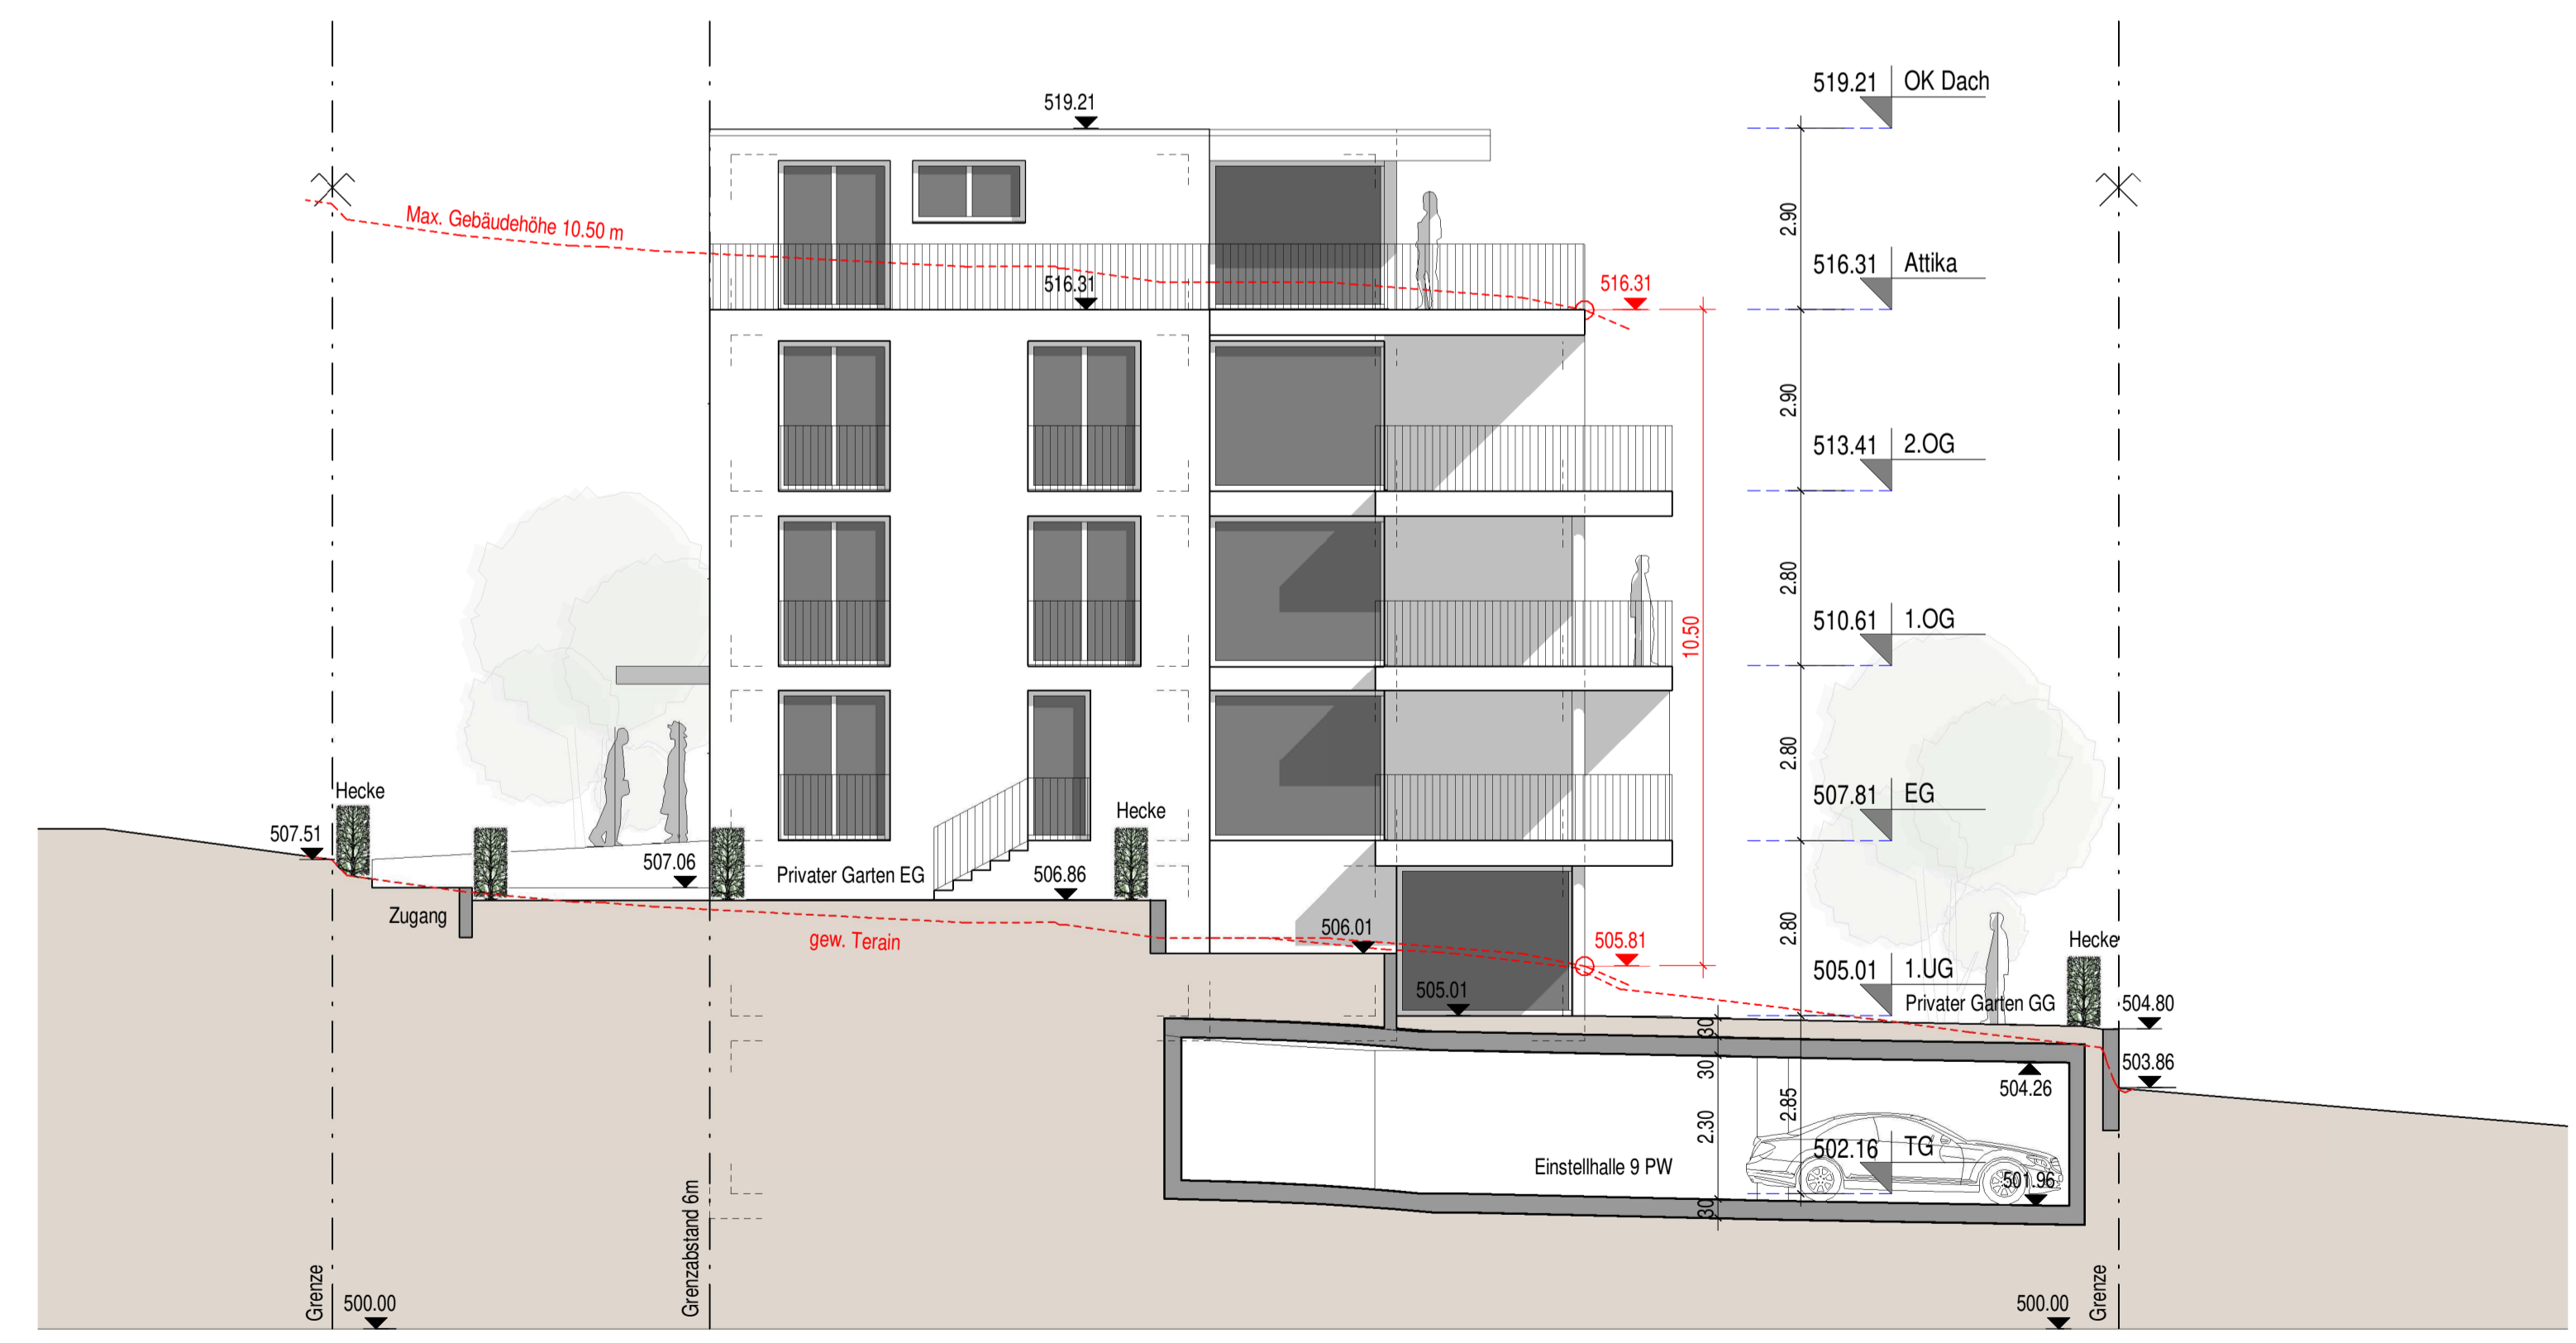 519.21 OK Dach
519.21
2.90
Max. Gebäudehöhe 10.50 m
516.31 Attika
516.31
516.31
2.90
513.41 2.OG
2.80
510.61 1.OG
10.50
2.80
507.81 EG
Hecke
Hecke
507.51
507.06
Privater Garten EG
506.86
Zugang
gew. Terain
506.01
505.81
2.80
Hecke
505.01 1.UG
505.01
Privater Garten GG
504.80
30
503.86
30
504.26
2.85
2.30
502.16 TG
Einstellhalle 9 PW
501.96
30
Grenzabstand 6m
Grenze
500.00
500.00
Grenze